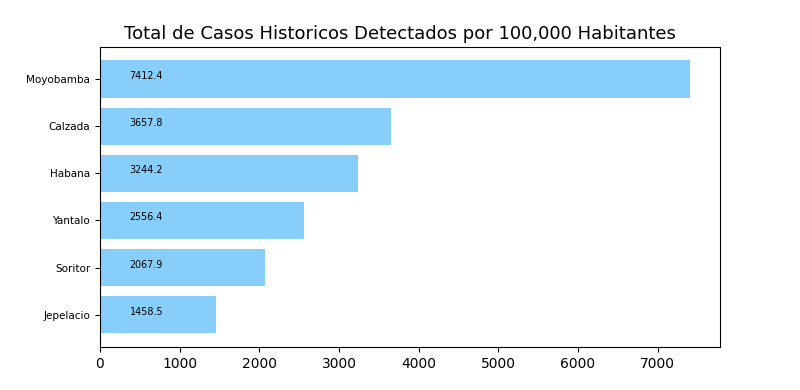 Total de Casos Historicos Detectados por 100,000 Habitantes
Moyobamba 7412.4
Calzada 3657.8
Habana 3244.2
Yantalo 2556.4
Soritor 2067.9
Jepelacio 1458.5
0 1000 2000 3000 4000 5000 6000 7000